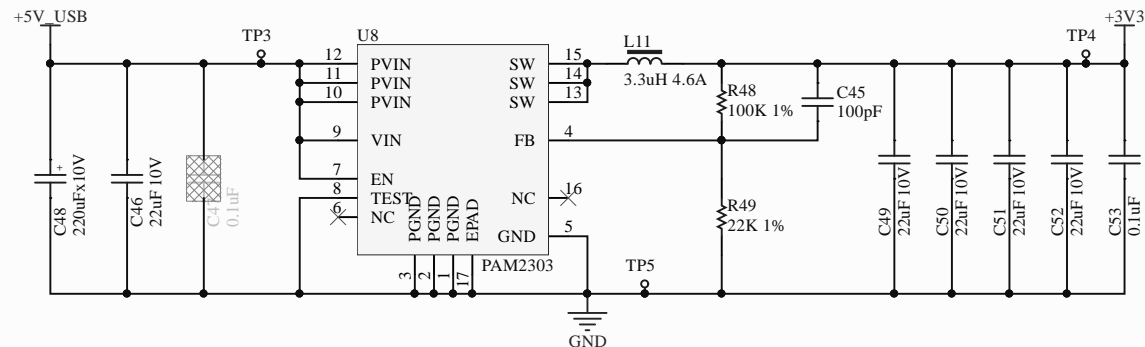 +5V_USB
+3V3
TP3
U8
L11
TP4
12
PVIN
SW
15
11
PVIN
SW
14
3.3uH 4.6A
10
PVIN
SW
13
R48
100K 1%
C45
100pF
9
VIN
FB
4
7
EN
8
TEST
NC
16
6
NC
PGND
PGND
PGND
EPAD
GND
5
R49
22K 1%
3
2
1
17
PAM2303
TP5
GND
C48
220uFx10V
C46
22uF 10V
0.1uF
C49
22uF 10V
C50
22uF 10V
C51
22uF 10V
C52
22uF 10V
C53
0.1uF